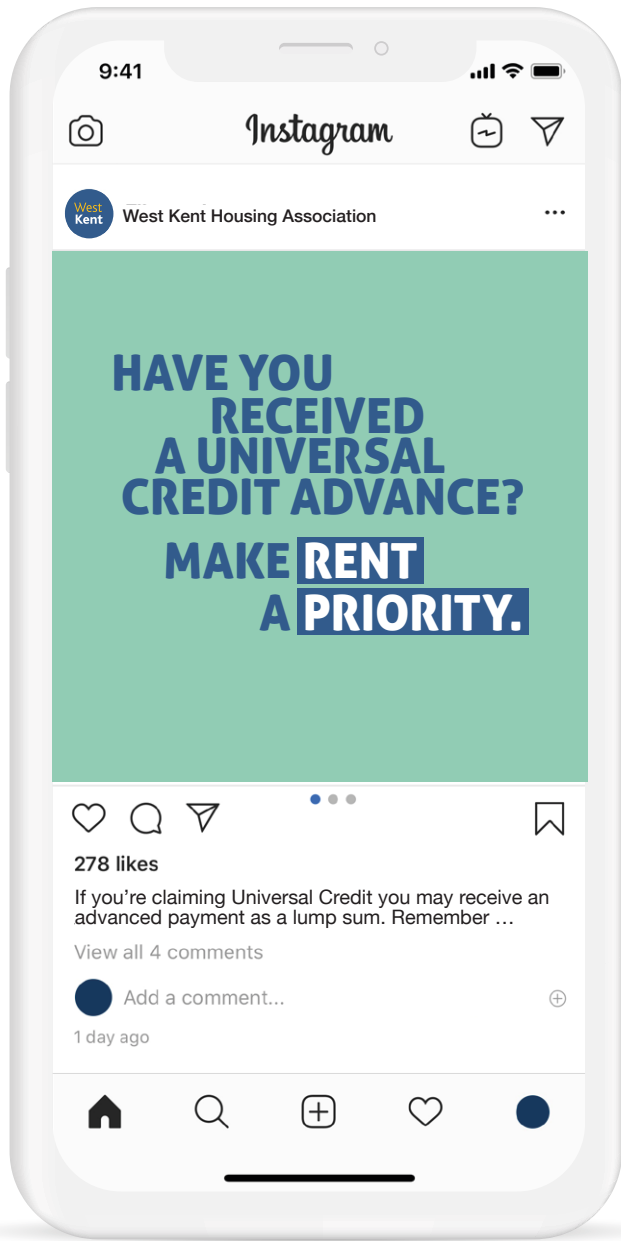 9:41
Instagram
West
Kent
West Kent Housing Association
HAVE YOU
RECEIVED
A UNIVERSAL
CREDIT ADVANCE?
MAKE RENT
A PRIORITY.
278 likes
If you’re claiming Universal Credit you may receive an
advanced payment as a lump sum. Remember …
View all 4 comments
Add a comment...
1 day ago